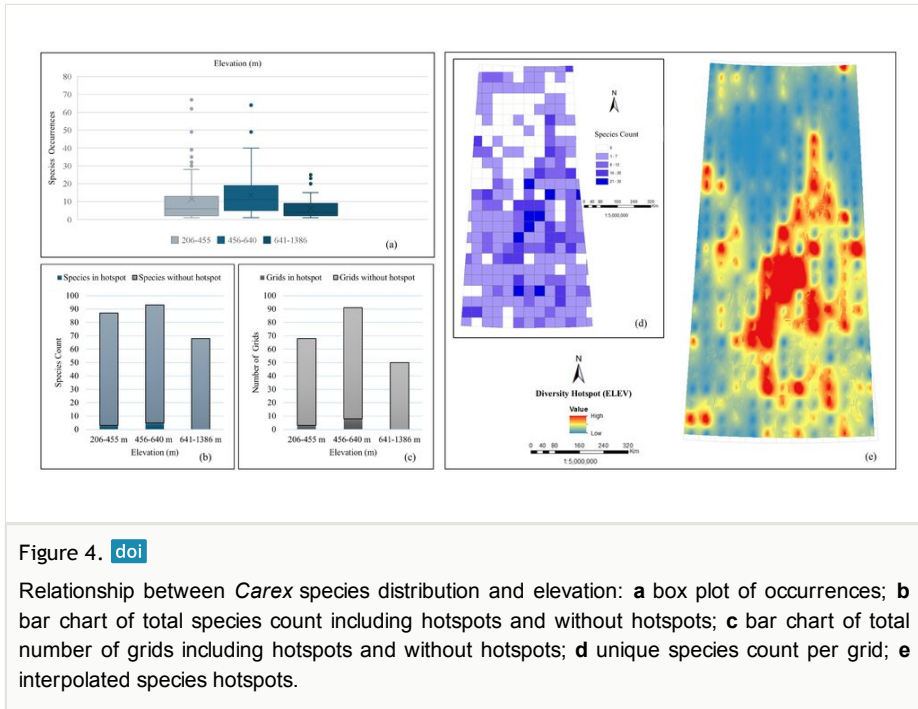 Elevation (m)
Species Occurrences
80
70
60
50
40
30
20
10
0
206-455 456-640 641-1386
(a)
Species in hotspot Species without hotspot
Species Count
100
90
80
70
60
50
40
30
20
10
0
206-455 m 456-640 m 641-1386 m
Elevation (m)
(b)
Grids in hotspot Grids without hotspot
Number of Grids
100
90
80
70
60
50
40
30
20
10
0
206-455 m 456-640 m 641-1386 m
Elevation (m)
(c)
N
Species Count
1:5,000,000
(d)
N
Diversity Hotspot (ELEV)
Value
High
Low
0 40 80 160 240 320
Km
1:5,000,000
(e)
Figure 4. doi
Relationship between Carex species distribution and elevation: a box plot of occurrences; b
bar chart of total species count including hotspots and without hotspots; c bar chart of total
number of grids including hotspots and without hotspots; d unique species count per grid; e
interpolated species hotspots.